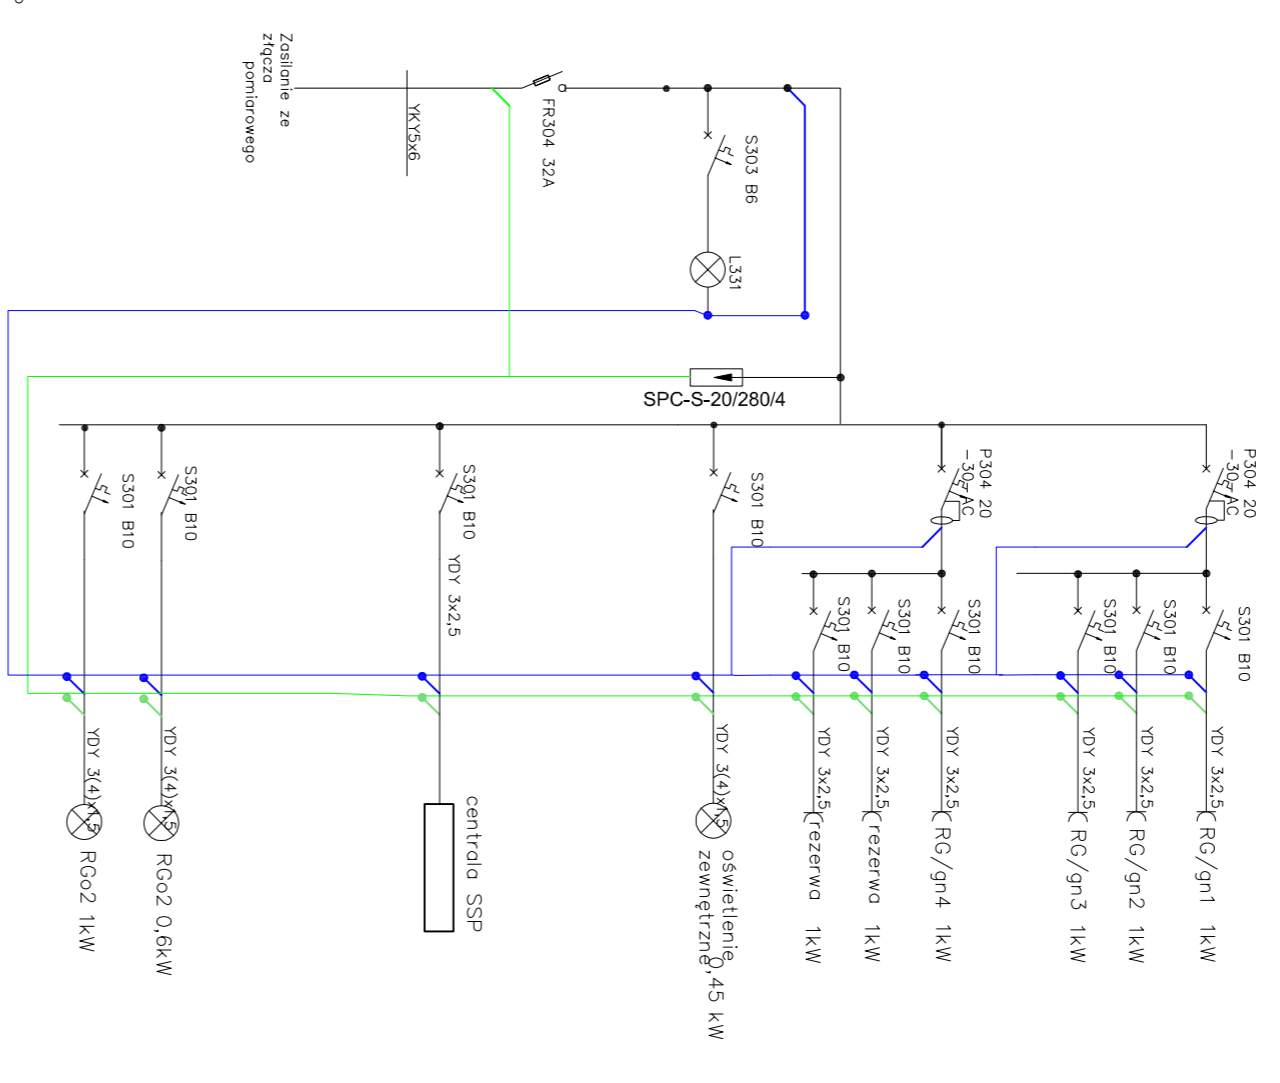 Zasilanie ze
złącza
pomiarowego
YKY5x6
FR304 32A
S303 B6
L331
SPC-S-20/280/4
S301 B10
S301 B10
S301 B10
S301 B10
P304 20
-30-AC
P304 20
-30-AC
YDY 3x2,5
S301 B10
S301 B10
S301 B10
S301 B10
S301 B10
S301 B10
YDY 3(4)x1,5
YDY 3(4)x1,5
YDY 3(4)x1,5
YDY 3x2,5
YDY 3x2,5
YDY 3x2,5
YDY 3x2,5
YDY 3x2,5
YDY 3x2,5
RGo2 1kW
RGo2 0,6kW
centrala SSP
oświetlenie
zewnętrzne 0,45 kW
rezerwa 1kW
rezerwa 1kW
RG/gn4 1kW
RG/gn3 1kW
RG/gn2 1kW
RG/gn1 1kW